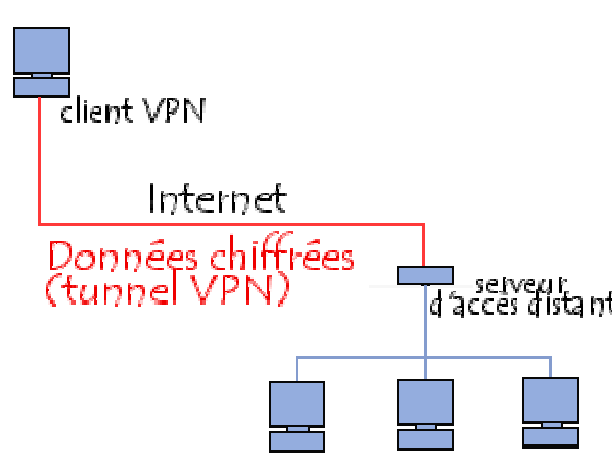 client VPN
Internet
Données chiffrées
(tunnel VPN)
serveur
d'accès distant